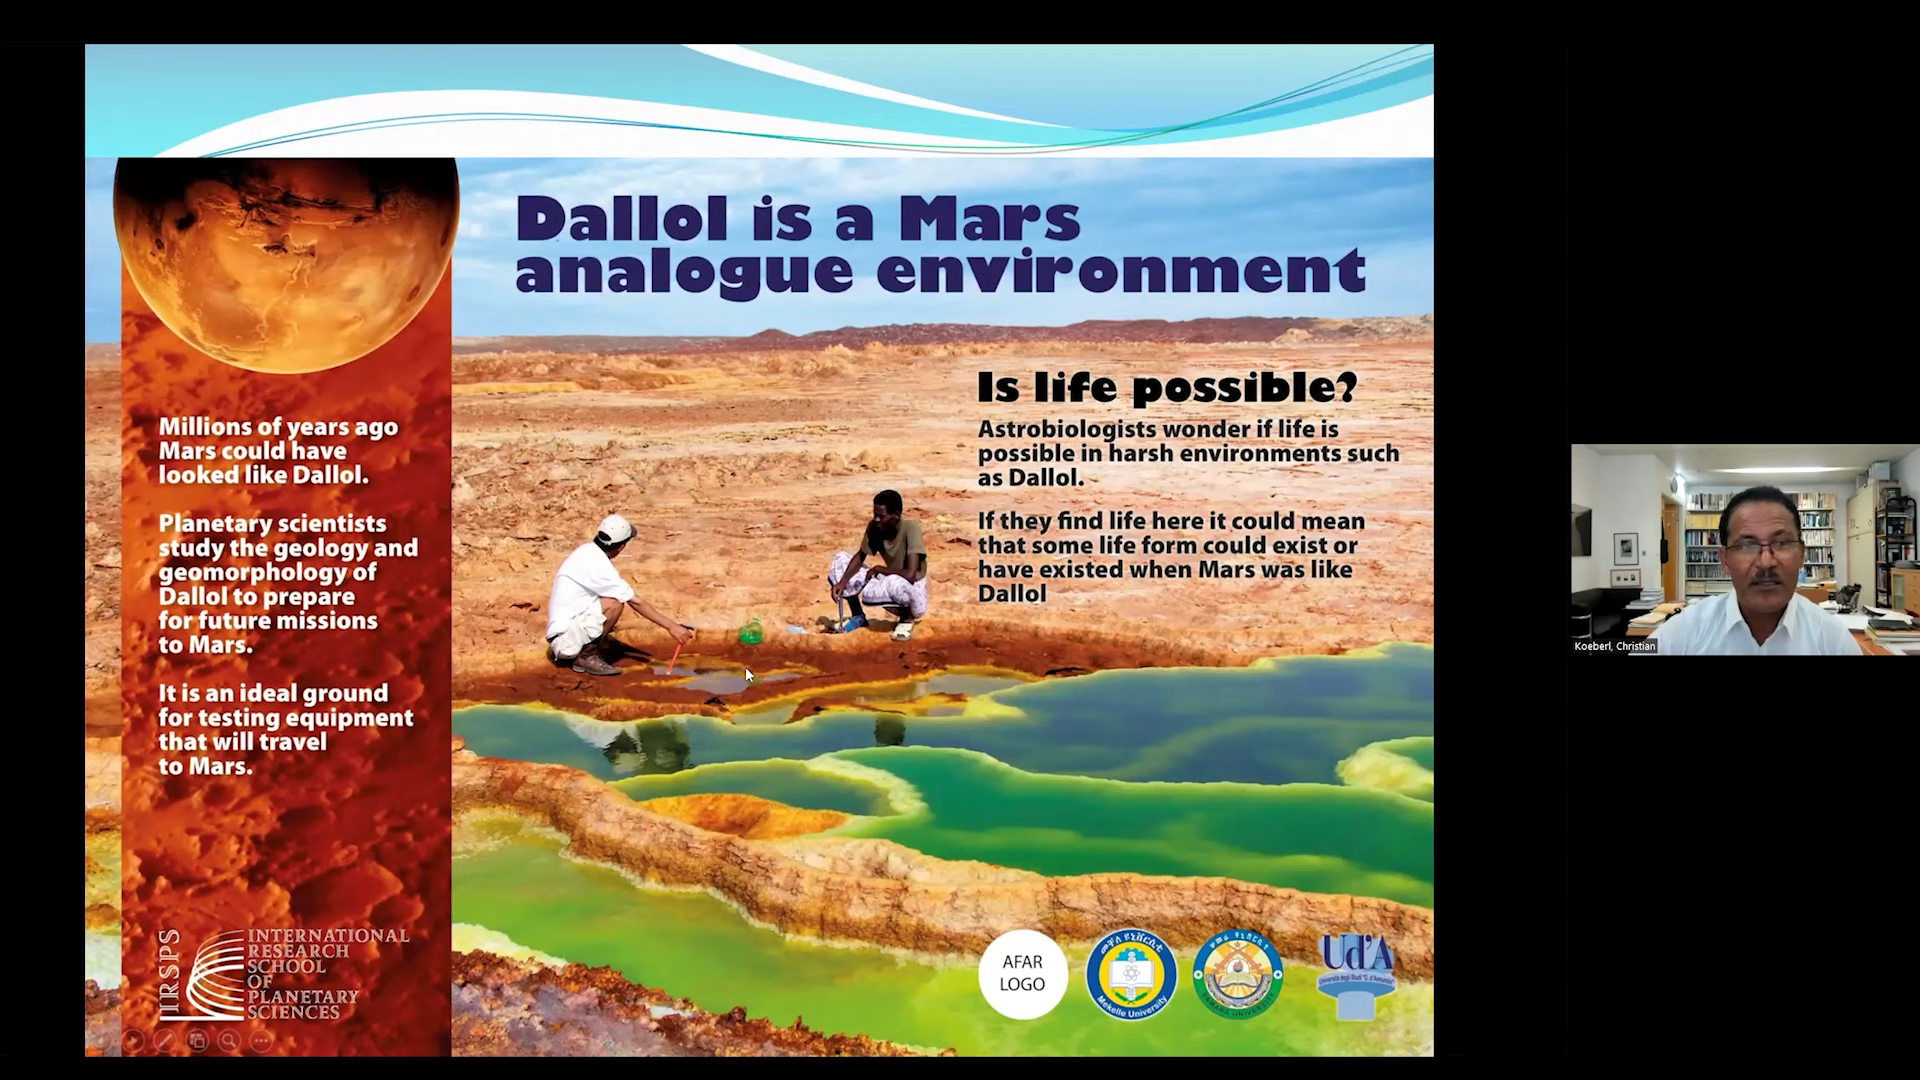 Dallol is a Mars
analogue environment
Millions of years ago
Mars could have
looked like Dallol.
Planetary scientists
study the geology and
geomorphology of
Dallol to prepare
for future missions
to Mars.
It is an ideal ground
for testing equipment
that will travel
to Mars.
Is life possible?
Astrobiologists wonder if life is
possible in harsh environments such
as Dallol.
If they find life here it could mean
that some life form could exist or
have existed when Mars was like
Dallol
IRSPS
INTERNATIONAL
RESEARCH
SCHOOL
OF
PLANETARY
SCIENCES
AFAR
LOGO
Mekelle University
SAMARA UNIVERSITY
Ud'A
Koeberl, Christian